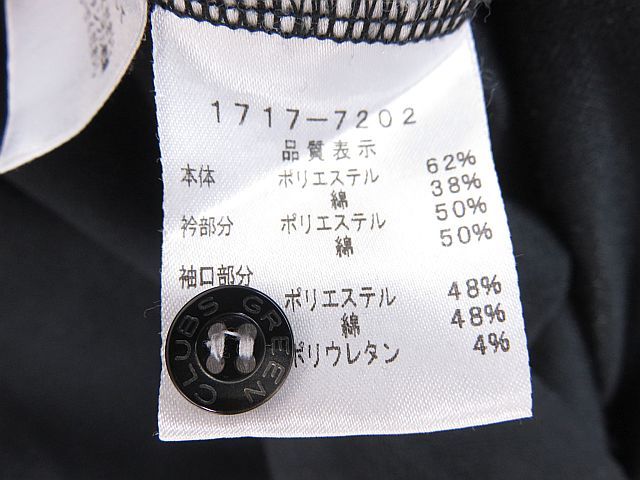 1717-7202
品質表示
本体 ポリエステル 62%
綿 38%
衿部分 ポリエステル 50%
綿 50%
袖口部分
ポリエステル 48%
綿 48%
ポリウレタン 4%
CLUBS GREEN